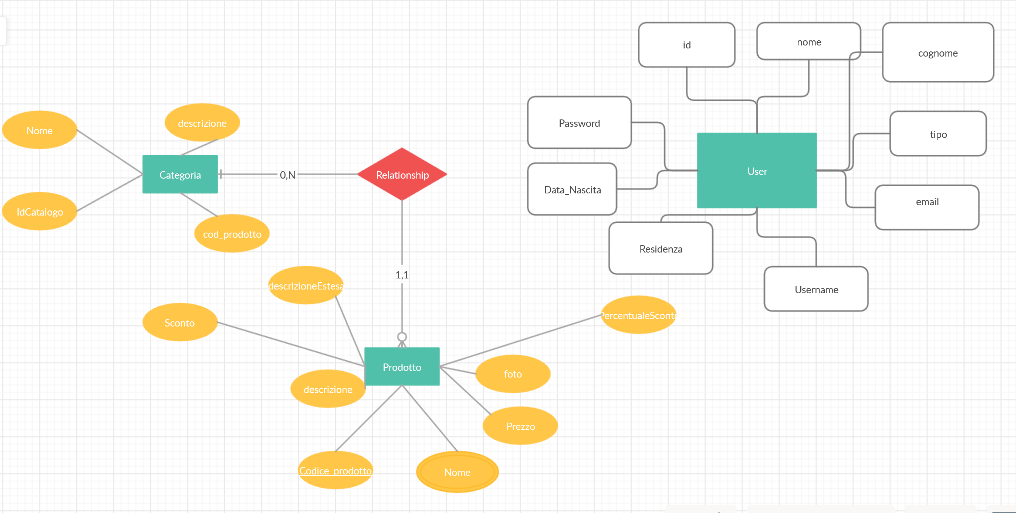 id
nome
cognome
Password
tipo
Nome
descrizione
Categoria
0,N
Relationship
User
Data_Nascita
email
IdCatalogo
cod_prodotto
Residenza
1,1
descrizioneEstesa
Username
Sconto
PercentualeScont
Prodotto
foto
descrizione
Prezzo
Codice_prodotto
Nome